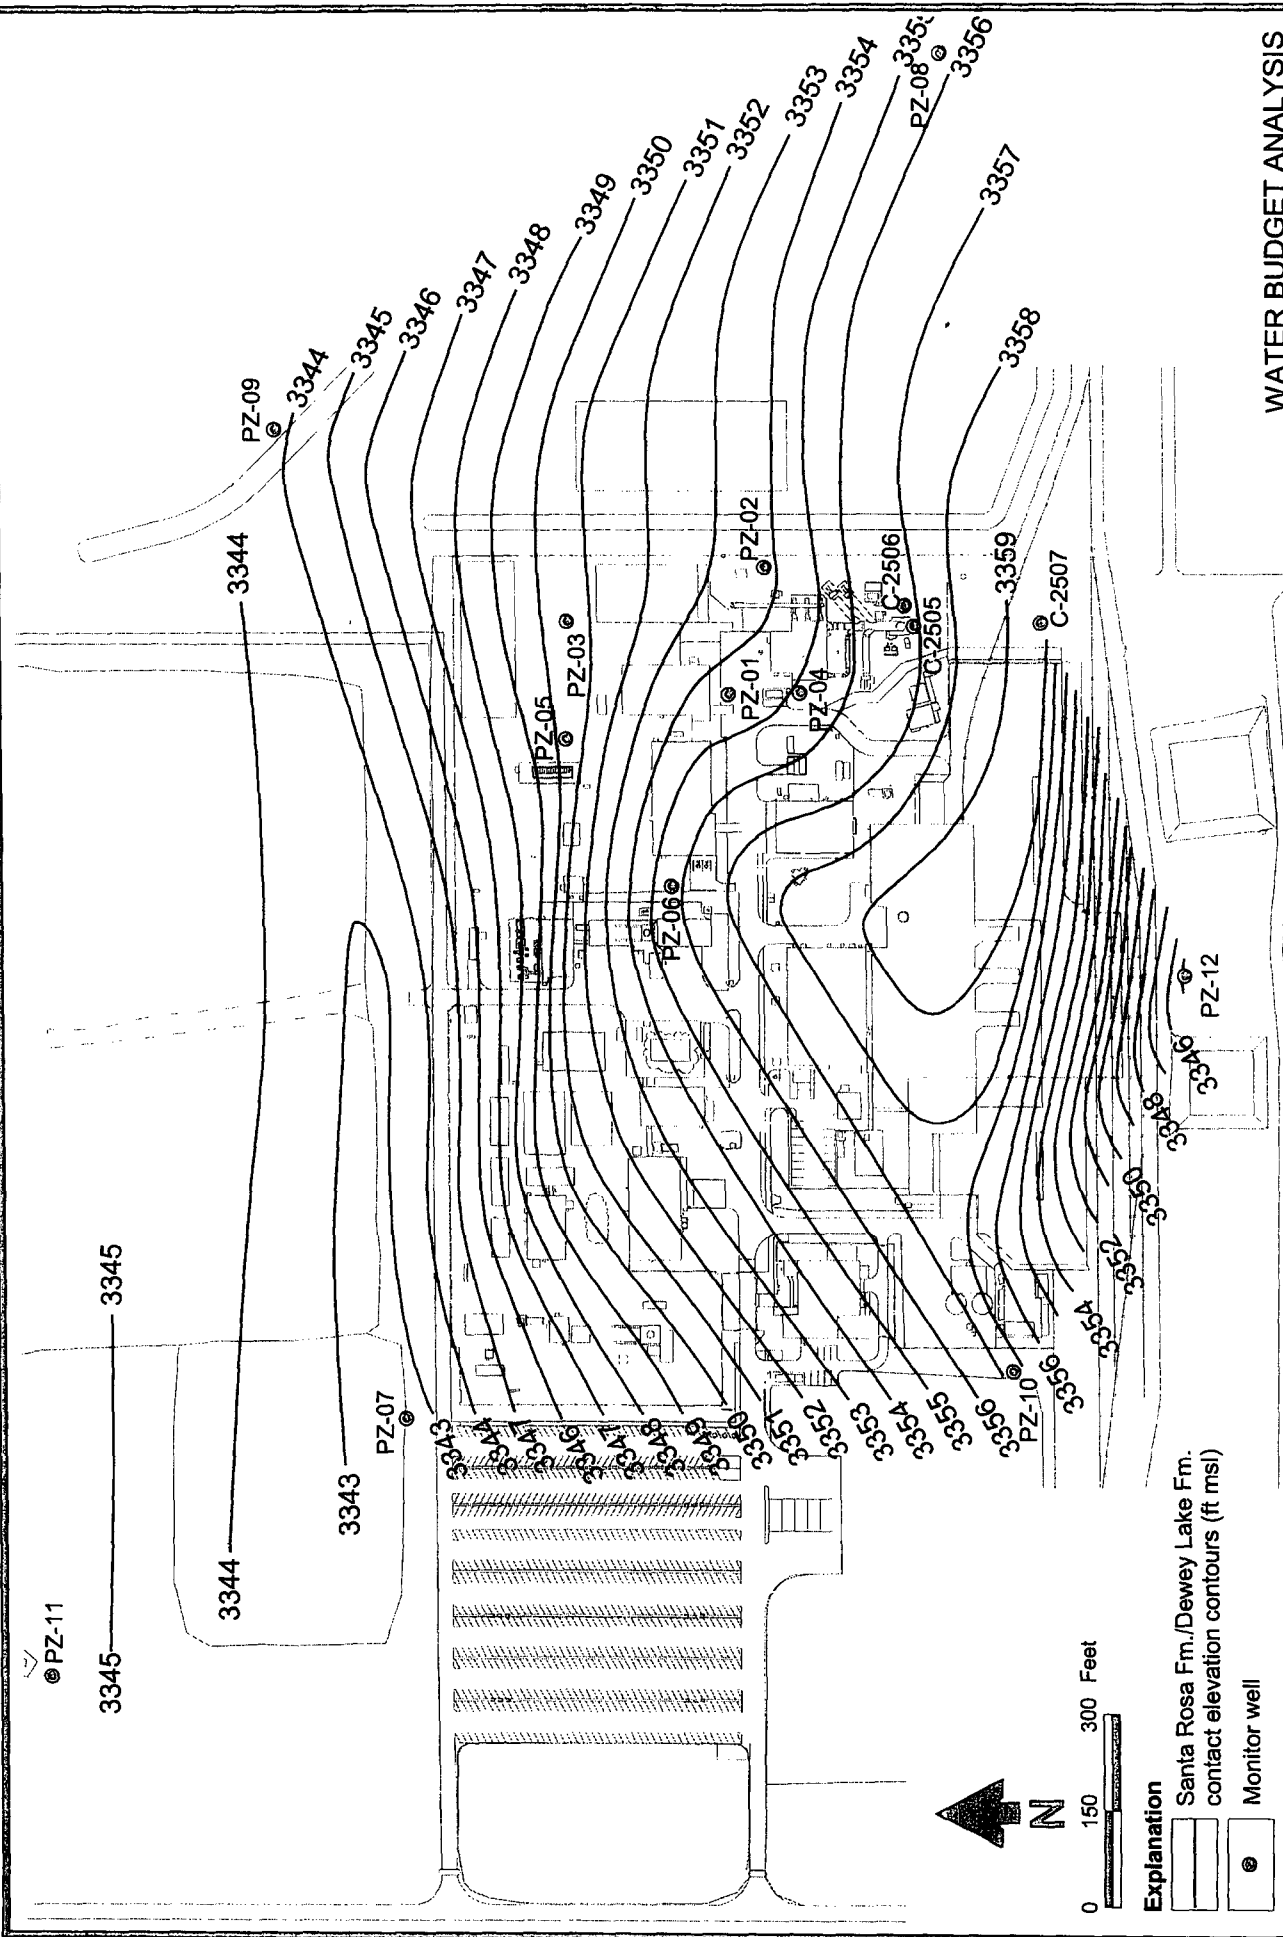 PZ-11
3345
3345
3344
3344
3343
PZ-07
PZ-09
3344
3345
3346
3347
3348
3349
3350
3351
3352
3353
3354
3355
PZ-08
3356
3357
3358
3359
PZ-05
PZ-03
PZ-02
PZ-01
PZ-04
PZ-06
C-2506
C-2505
C-2507
PZ-12
PZ-10
3343
3344
3347
3346
3347
3348
3349
3350
3351
3352
3353
3354
3355
3356
3356
3354
3352
3350
3348
3346
N
0 150 300 Feet
Explanation
Santa Rosa Fm./Dewey Lake Fm.
contact elevation contours (ft msl)
Monitor well
WATER BUDGET ANALYSIS